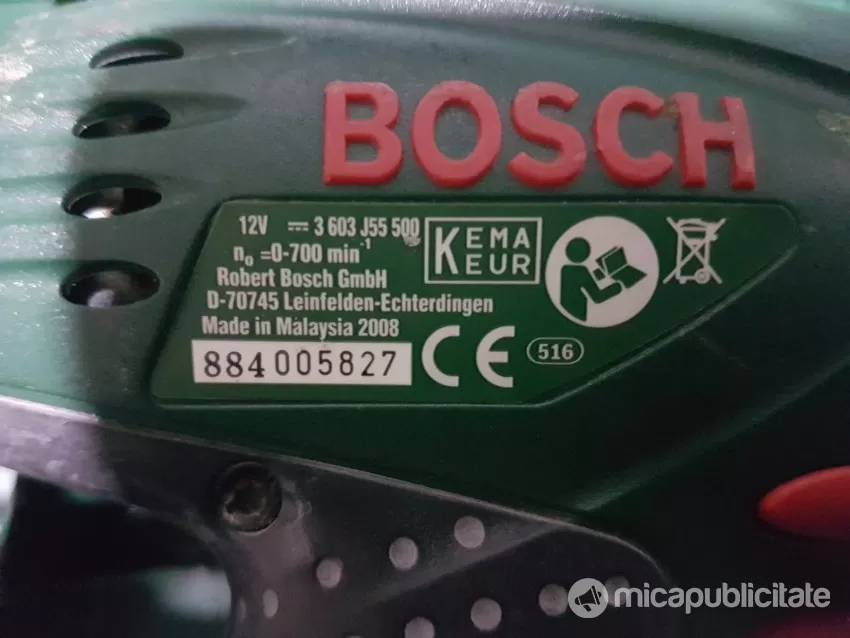 BOSCH
12V ⎓ 3 603 J55 500
n₀ =0-700 min⁻¹
Robert Bosch GmbH
D-70745 Leinfelden-Echterdingen
Made in Malaysia 2008
884005827
KEMA
KEUR
CE
516
micapublicitate